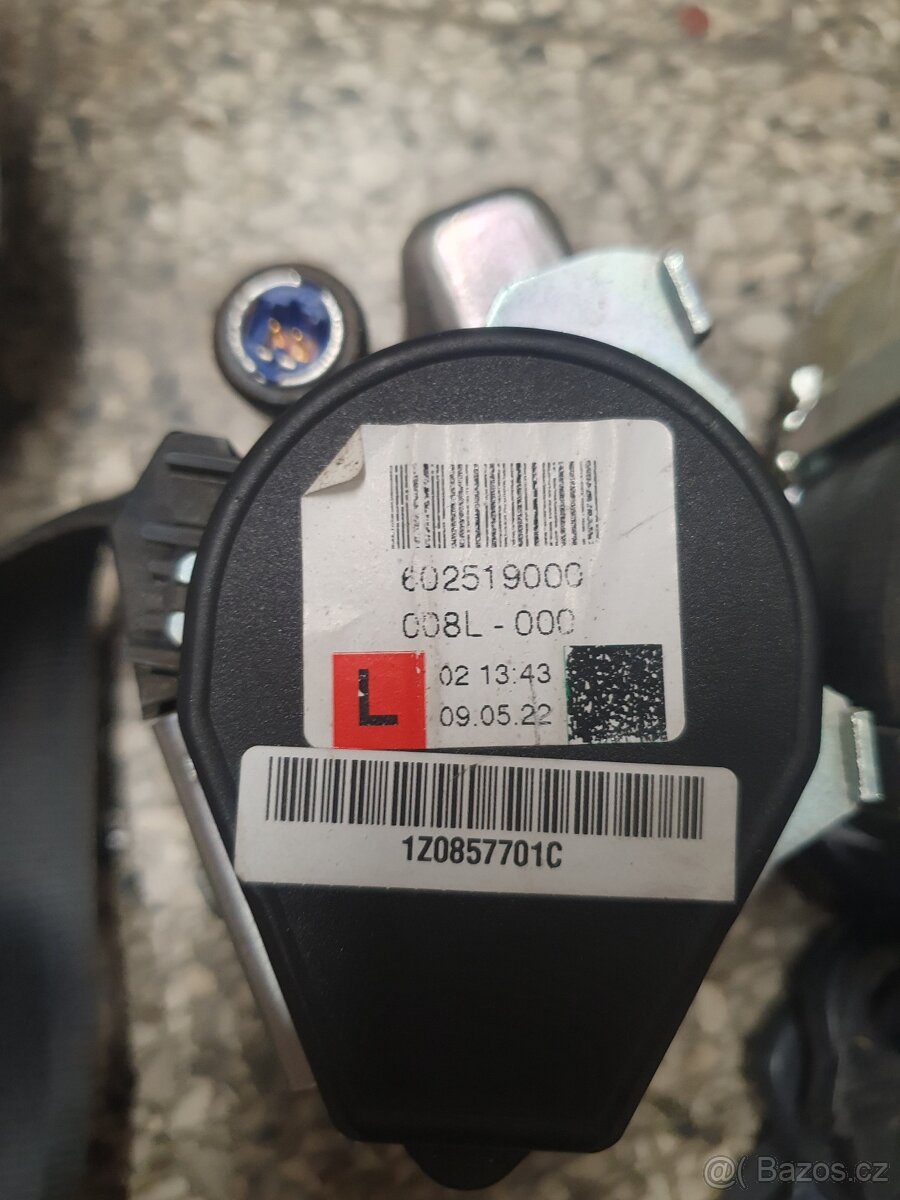 602519000
008L - 000
L
02 13:43
09.05.22
1Z0857701C
@( Bazos.cz